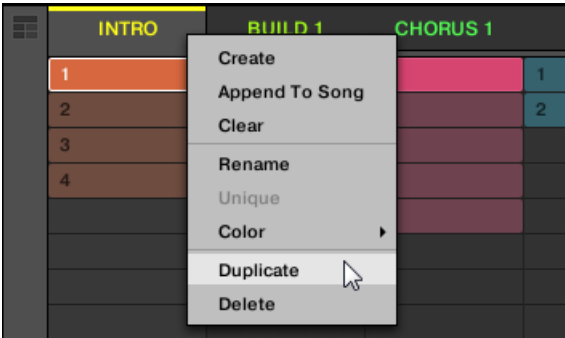 INTRO BUILD 1 CHORUS 1
1 1
2 2
3
4
Create
Append To Song
Clear
Rename
Unique
Color
Duplicate
Delete